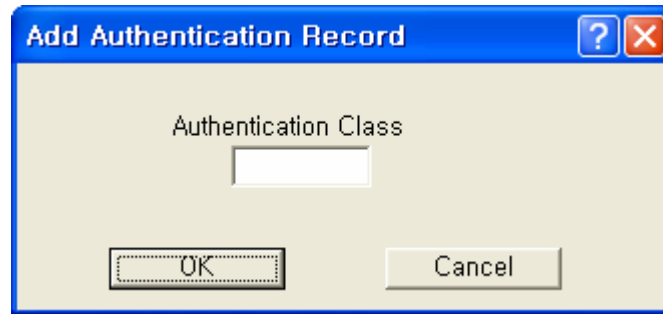 Add Authentication Record
Authentication Class
OK
Cancel